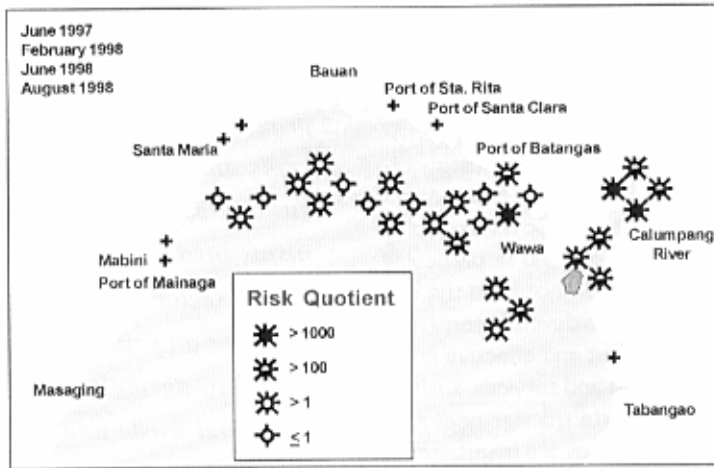 June 1997
February 1998
June 1998
August 1998
Bauan
Port of Sta. Rita
Port of Santa Clara
Santa Maria
Port of Batangas
Calumpang
River
Wawa
Mabini
Port of Mainaga
Risk Quotient
> 1000
> 100
> 1
≤ 1
Masaging
Tabangao